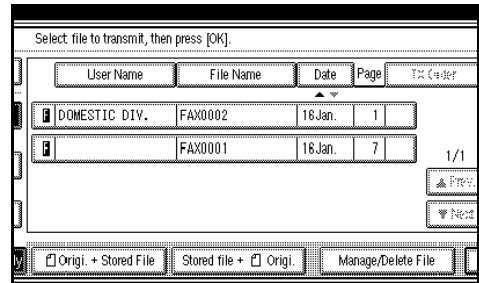 Select file to transmit, then press [OK].
User Name File Name Date Page TX Order
DOMESTIC DIV. FAX0002 16Jan. 1
FAX0001 16Jan. 7
1/1
▲ Prev.
▼ Next
Origi. + Stored File Stored file + Origi. Manage/Delete File